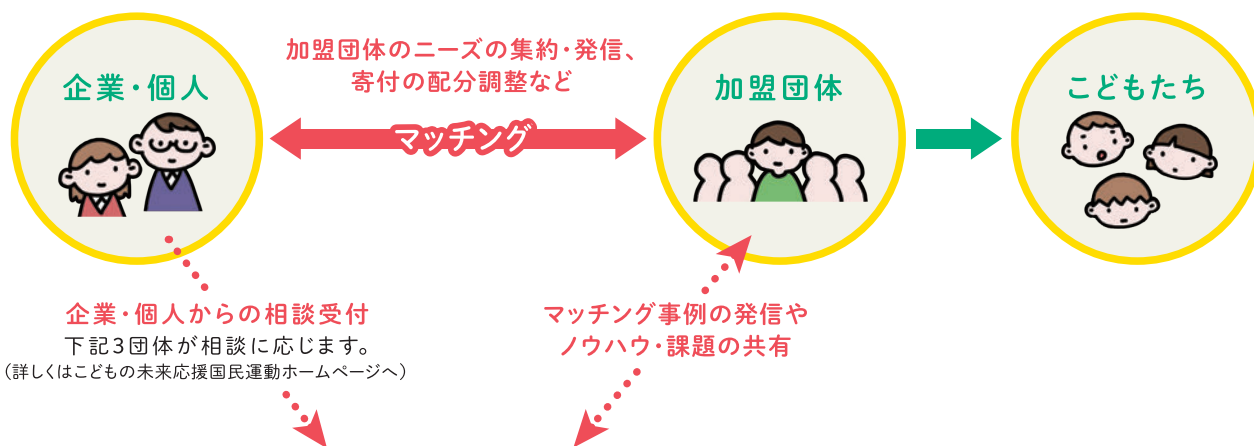 企業・個人
加盟団体のニーズの集約・発信、
寄付の配分調整など
マッチング
加盟団体
こどもたち
企業・個人からの相談受付
下記3団体が相談に応じます。
（詳しくはこどもの未来応援国民運動ホームページへ）
マッチング事例の発信や
ノウハウ・課題の共有